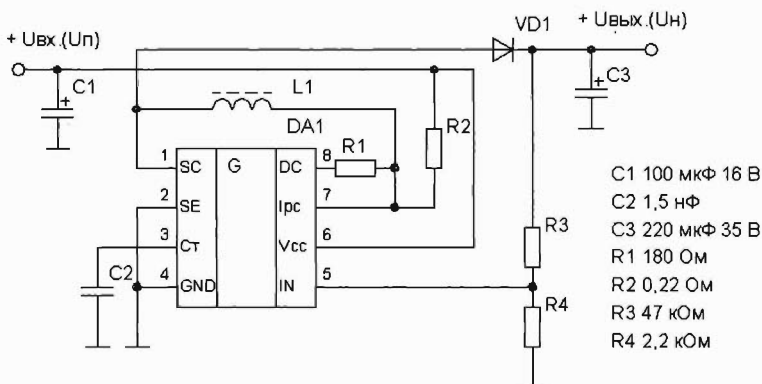 + Uвх.(Uп)
VD1
+ Uвых.(Uн)
C1
+
L1
DA1
R1
R2
+
C3
1 SC G DC 8
2 SE Ipc 7
3 Ст Vcc 6
4 GND IN 5
C2
R3
R4
C1 100 мкФ 16 В
C2 1,5 нФ
C3 220 мкФ 35 В
R1 180 Ом
R2 0,22 Ом
R3 47 кОм
R4 2,2 кОм